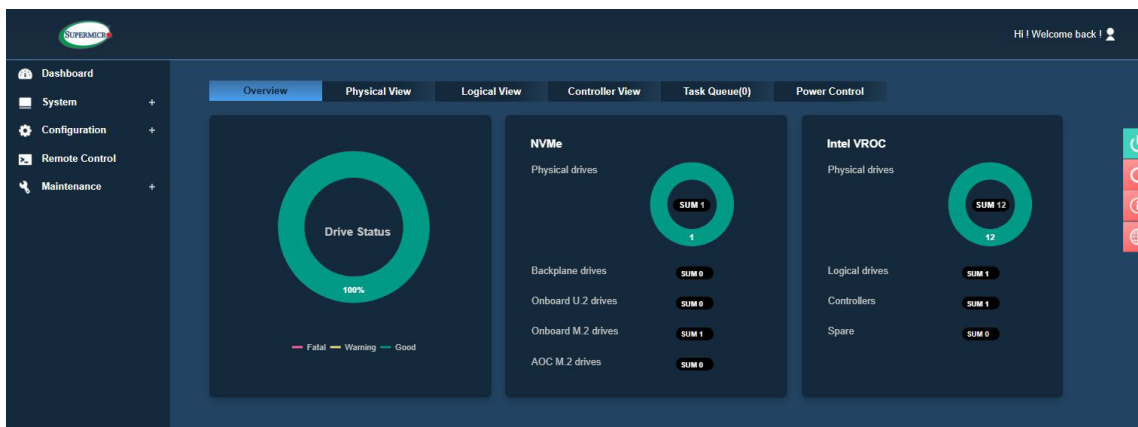 SUPERMICR
Hi ! Welcome back !
Dashboard
System +
Configuration +
Remote Control
Maintenance +
Overview Physical View Logical View Controller View Task Queue(0) Power Control
Drive Status
100%
Fatal Warning Good
NVMe
Physical drives
SUM 1
1
Backplane drives SUM 0
Onboard U.2 drives SUM 0
Onboard M.2 drives SUM 1
AOC M.2 drives SUM 0
Intel VROC
Physical drives
SUM 12
12
Logical drives SUM 1
Controllers SUM 1
Spare SUM 0